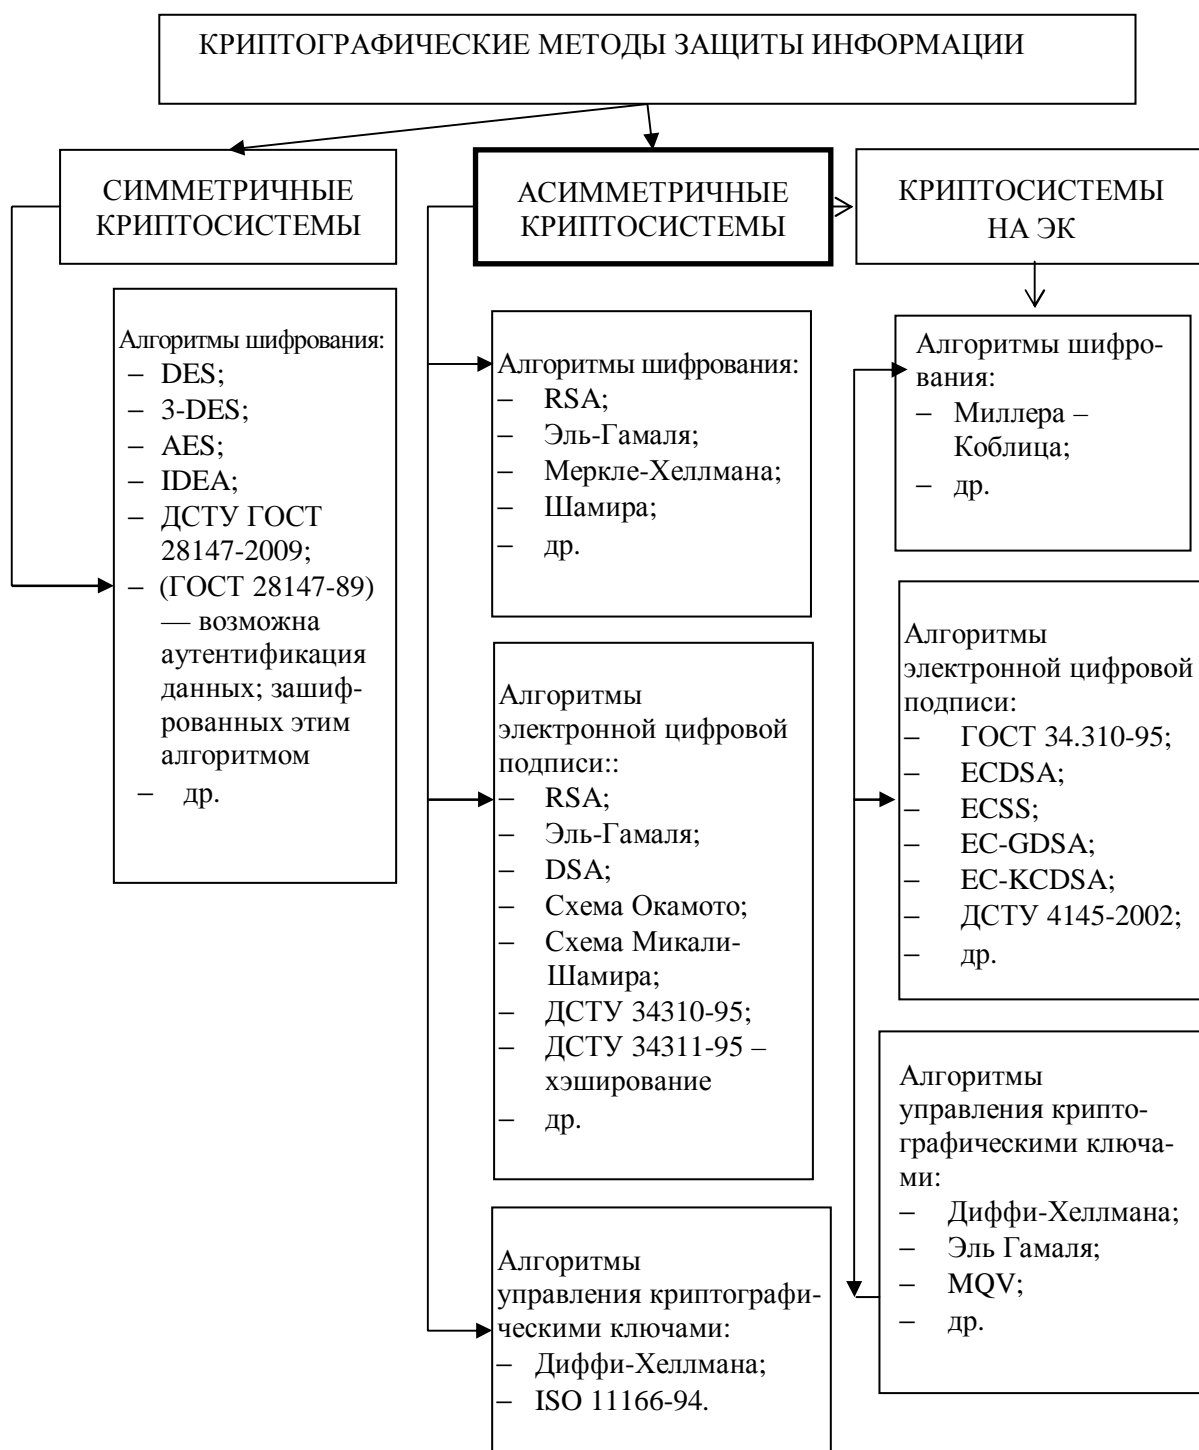 КРИПТОГРАФИЧЕСКИЕ МЕТОДЫ ЗАЩИТЫ ИНФОРМАЦИИ
СИММЕТРИЧНЫЕ
КРИПТОСИСТЕМЫ
АСИММЕТРИЧНЫЕ
КРИПТОСИСТЕМЫ
КРИПТОСИСТЕМЫ
НА ЭК
Алгоритмы шифрования:
– DES;
– 3-DES;
– AES;
– IDEA;
– ДСТУ ГОСТ
28147-2009;
– (ГОСТ 28147-89)
— возможна
аутентификация
данных; зашиф-
рованных этим
алгоритмом
– др.
Алгоритмы шифрования:
– RSA;
– Эль-Гамаля;
– Меркле-Хеллмана;
– Шамира;
– др.
Алгоритмы
электронной цифровой
подписи::
– RSA;
– Эль-Гамаля;
– DSA;
– Схема Окамото;
– Схема Микали-
Шамира;
– ДСТУ 34310-95;
– ДСТУ 34311-95 –
хэширование
– др.
Алгоритмы
управления криптографи-
ческими ключами:
– Диффи-Хеллмана;
– ISO 11166-94.
Алгоритмы шифро-
вания:
– Миллера –
Коблица;
– др.
Алгоритмы
электронной цифровой
подписи:
– ГОСТ 34.310-95;
– ECDSA;
– ECSS;
– EC-GDSA;
– EC-KCDSA;
– ДСТУ 4145-2002;
– др.
Алгоритмы
управления крипто-
графическими ключа-
ми:
– Диффи-Хеллмана;
– Эль Гамаля;
– MQV;
– др.